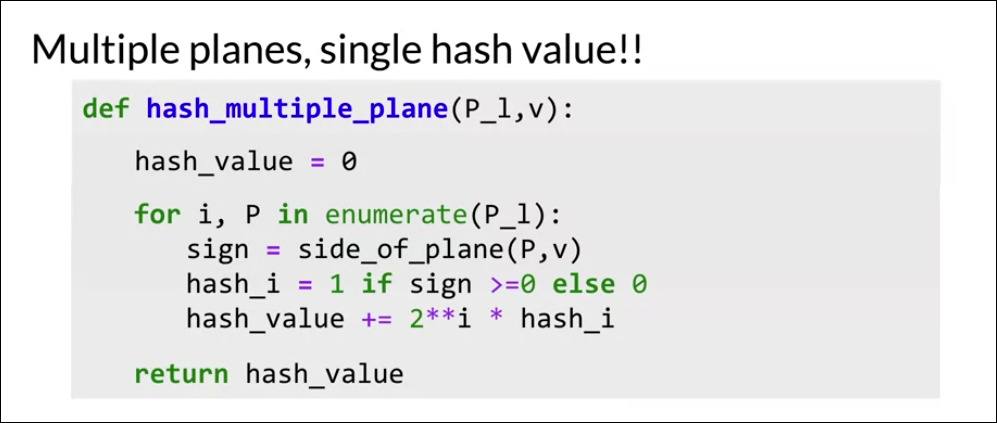 Multiple planes, single hash value!!
def hash_multiple_plane(P_l,v):
hash_value = 0
for i, P in enumerate(P_l):
sign = side_of_plane(P,v)
hash_i = 1 if sign >=0 else 0
hash_value += 2**i * hash_i
return hash_value